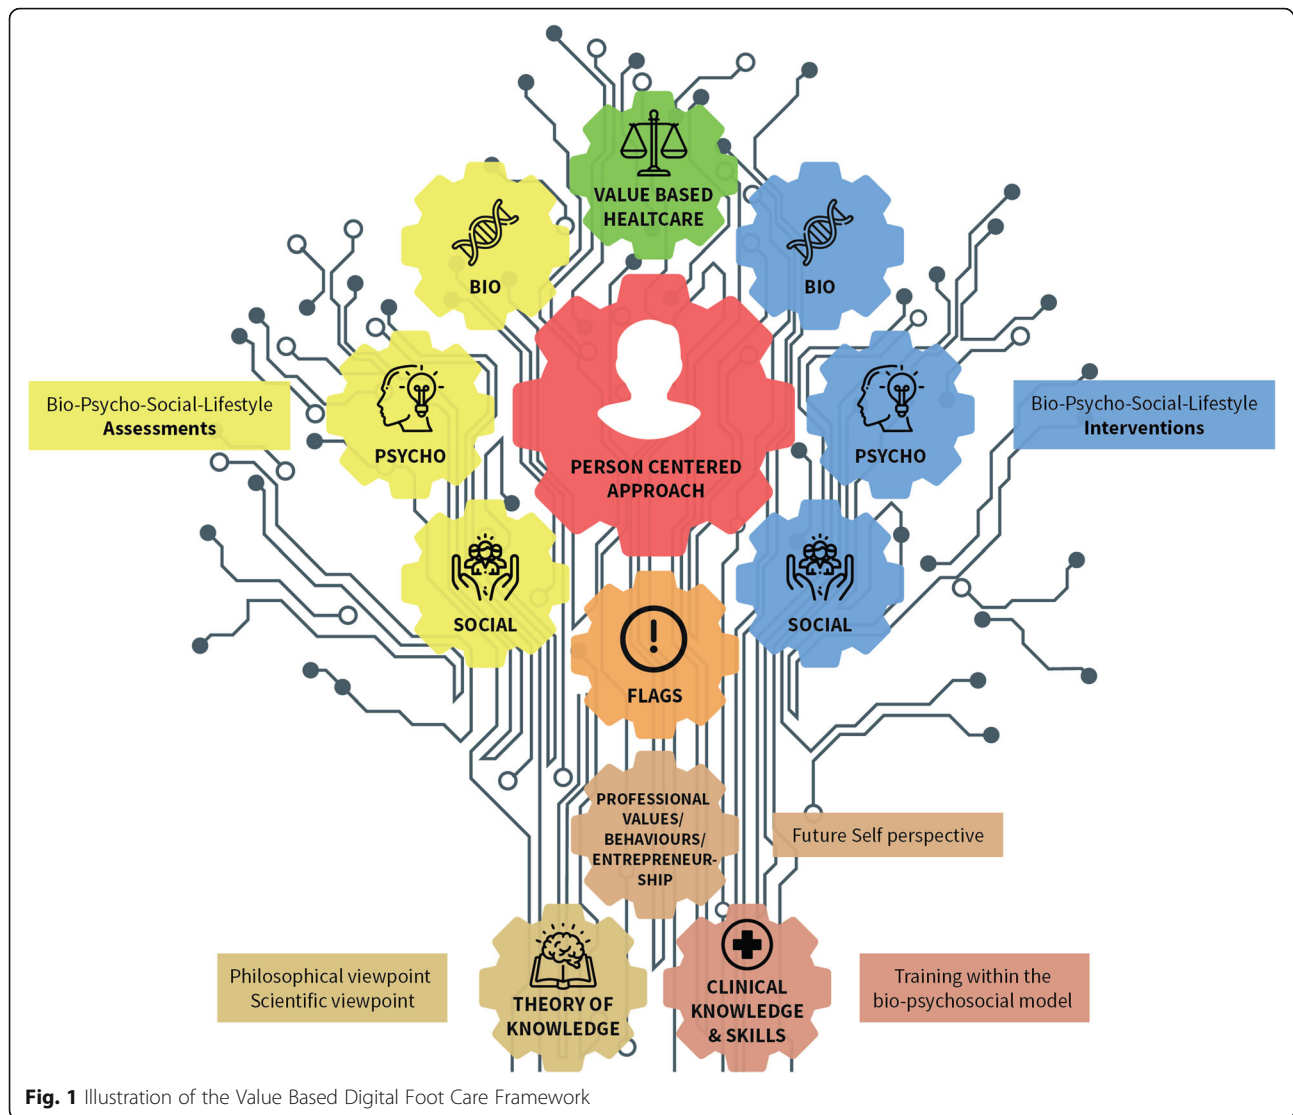 VALUE BASED
HEALTCARE
BIO
BIO
PERSON CENTERED
APPROACH
Bio-Psycho-Social-Lifestyle
Assessments
PSYCHO
PSYCHO
Bio-Psycho-Social-Lifestyle
Interventions
SOCIAL
SOCIAL
FLAGS
PROFESSIONAL
VALUES/
BEHAVIOURS/
ENTREPRENEUR-
SHIP
Future Self perspective
Philosophical viewpoint
Scientific viewpoint
THEORY OF
KNOWLEDGE
CLINICAL
KNOWLEDGE
& SKILLS
Training within the
bio-psychosocial model
Fig. 1 Illustration of the Value Based Digital Foot Care Framework